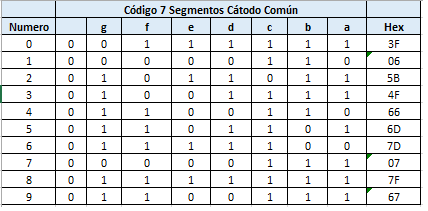 Código 7 Segmentos Cátodo Común
Numero g f e d c b a Hex
0 0 0 1 1 1 1 1 1 3F
1 0 0 0 0 0 1 1 0 06
2 0 1 0 1 1 0 1 1 5B
3 0 1 0 0 1 1 1 1 4F
4 0 1 1 0 0 1 1 0 66
5 0 1 1 0 1 1 0 1 6D
6 0 1 1 1 1 1 0 0 7D
7 0 0 0 0 0 1 1 1 07
8 0 1 1 1 1 1 1 1 7F
9 0 1 1 0 0 1 1 1 67